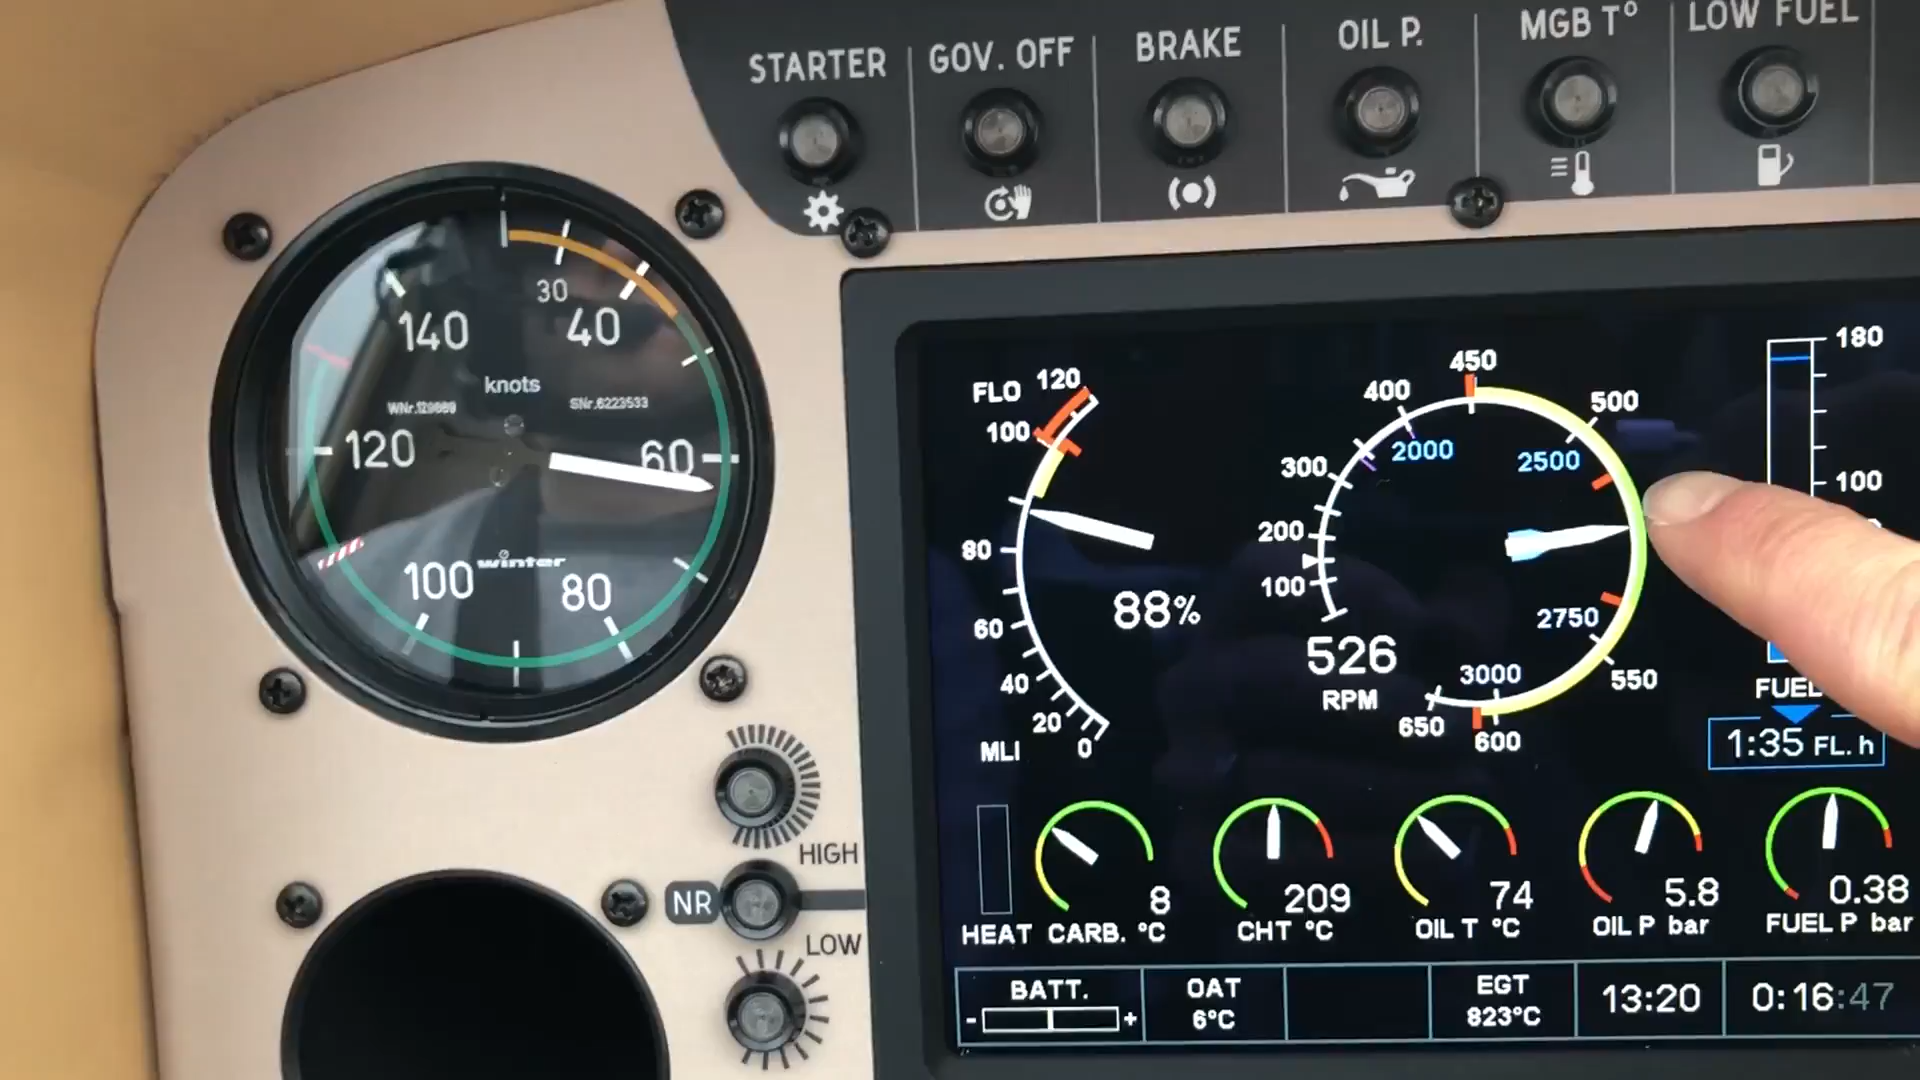 STARTER
GOV. OFF
BRAKE
OIL P.
MGB T°
LOW FUEL
30
40
60
80
100
120
140
knots
WNr.129869
SNr.6223533
winter
HIGH
NR
LOW
FLO
120
100
80
60
40
20
0
MLI
88%
450
400
500
300
2000
2500
200
100
2750
3000
550
650
600
526
RPM
180
100
FUEL
1:35 FL. h
8
209
74
5.8
0.38
HEAT CARB. °C
CHT °C
OIL T °C
OIL P bar
FUEL P bar
BATT.
- +
OAT
6°C
EGT
823°C
13:20
0:16:47